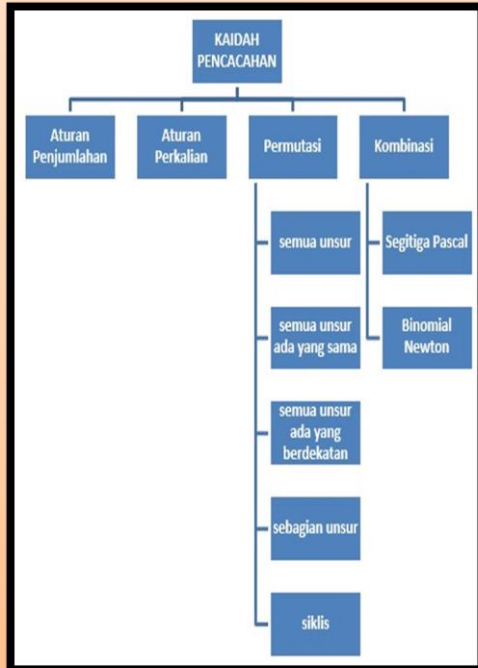 KAIDAH
PENCACAHAN
Aturan
Penjumlahan
Aturan
Perkalian
Permutasi
Kombinasi
semua unsur
semua unsur
ada yang sama
semua unsur
ada yang
berdekatan
sebagian unsur
siklis
Segitiga Pascal
Binomial
Newton